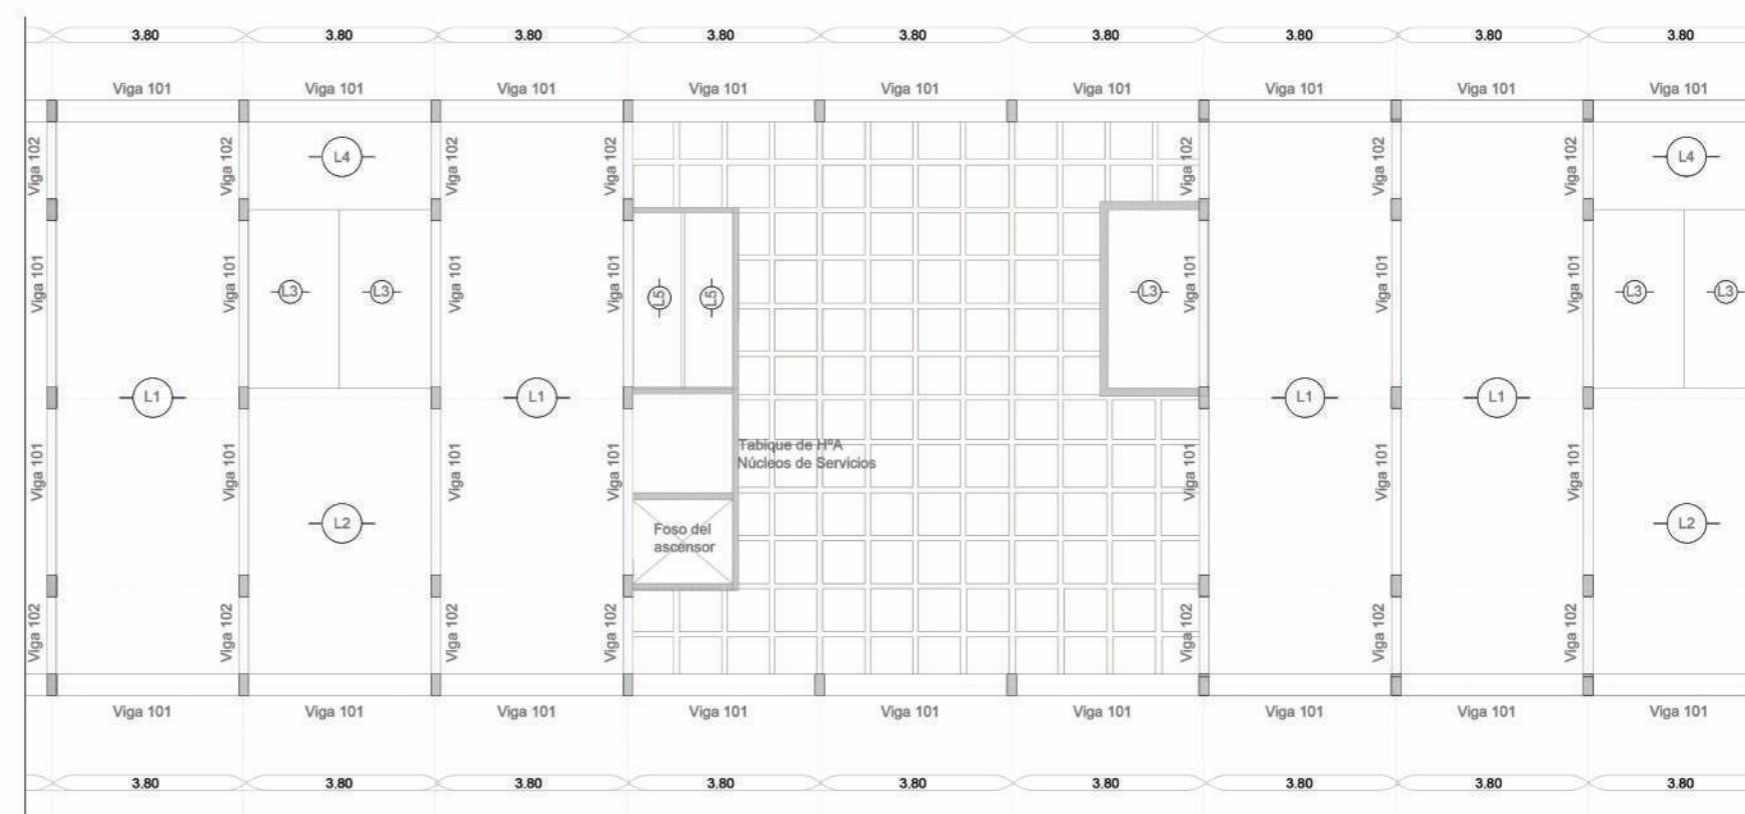 3.80 3.80 3.80 3.80 3.80 3.80 3.80 3.80 3.80
Viga 101 Viga 101 Viga 101 Viga 101 Viga 101 Viga 101 Viga 101 Viga 101 Viga 101
Viga 102 Viga 102 L4 Viga 102 Viga 102 Viga 102 Viga 102 Viga 102 L4
Viga 101 Viga 101 L3 L3 Viga 101 Viga 101 L5 L5 L3 Viga 101 Viga 101 Viga 101 L3 L3
L1 L1 L1 L1
Viga 101 Viga 101 Viga 101 Viga 101 Viga 101 Viga 101 Viga 101
Tabique de HºA
Núcleos de Servicios
L2 L2
Foso del
ascensor
Viga 102 Viga 102 Viga 102 Viga 102 Viga 102 Viga 102 Viga 102
Viga 101 Viga 101 Viga 101 Viga 101 Viga 101 Viga 101 Viga 101 Viga 101 Viga 101
3.80 3.80 3.80 3.80 3.80 3.80 3.80 3.80 3.80